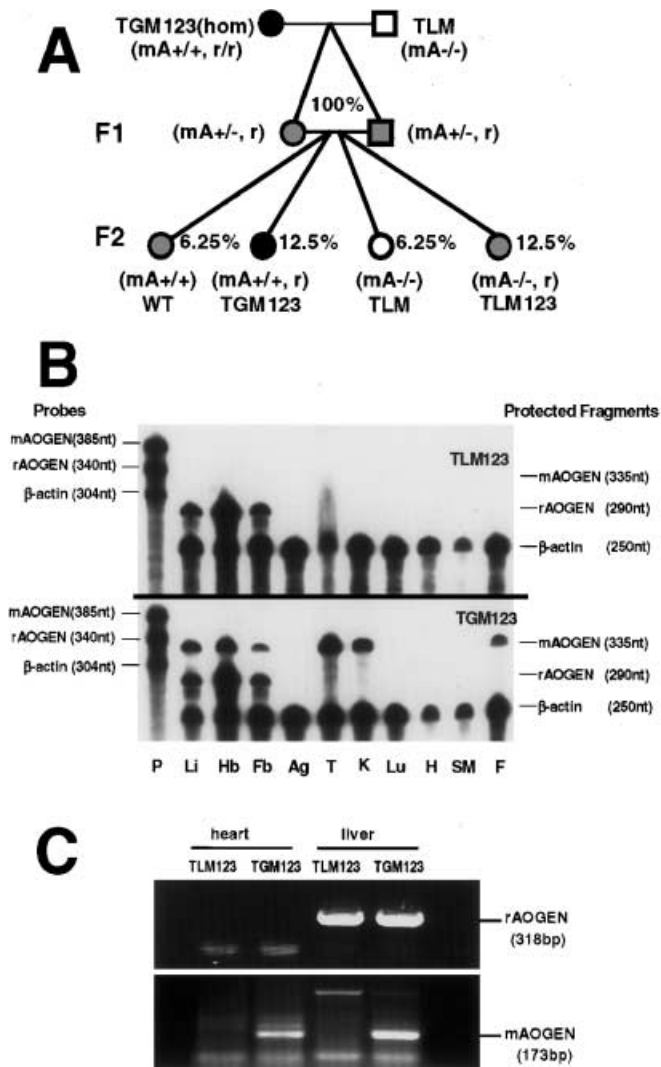 A
TGM123(hom)
(mA+/+, r/r)
TLM
(mA-/-)
100%
F1
(mA+/-, r)
(mA+/-, r)
F2
6.25%
12.5%
6.25%
12.5%
(mA+/+)
WT
(mA+/+, r)
TGM123
(mA-/-)
TLM
(mA-/-, r)
TLM123
B
Probes
Protected Fragments
mAOGEN(385nt)
rAOGEN (340nt)
β-actin (304nt)
TLM123
mAOGEN (335nt)
rAOGEN (290nt)
β-actin (250nt)
mAOGEN(385nt)
rAOGEN (340nt)
β-actin (304nt)
TGM123
mAOGEN (335nt)
rAOGEN (290nt)
β-actin (250nt)
P Li Hb Fb Ag T K Lu H SM F
C
heart liver
TLM123 TGM123 TLM123 TGM123
rAOGEN
(318bp)
mAOGEN
(173bp)